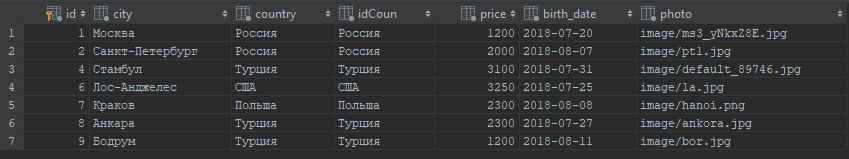 id city country idCoun price birth_date photo
1 1 Москва Россия Россия 1200 2018-07-20 image/ms3_yNkxZ8E.jpg
2 2 Санкт-Петербург Россия Россия 2000 2018-08-07 image/pt1.jpg
3 4 Стамбул Турция Турция 3100 2018-07-31 image/default_89746.jpg
4 6 Лос-Анджелес США США 3250 2018-07-25 image/la.jpg
5 7 Краков Польша Польша 2300 2018-08-08 image/hanoi.png
6 8 Анкара Турция Турция 2300 2018-07-27 image/ankora.jpg
7 9 Бодрум Турция Турция 1200 2018-08-11 image/bor.jpg